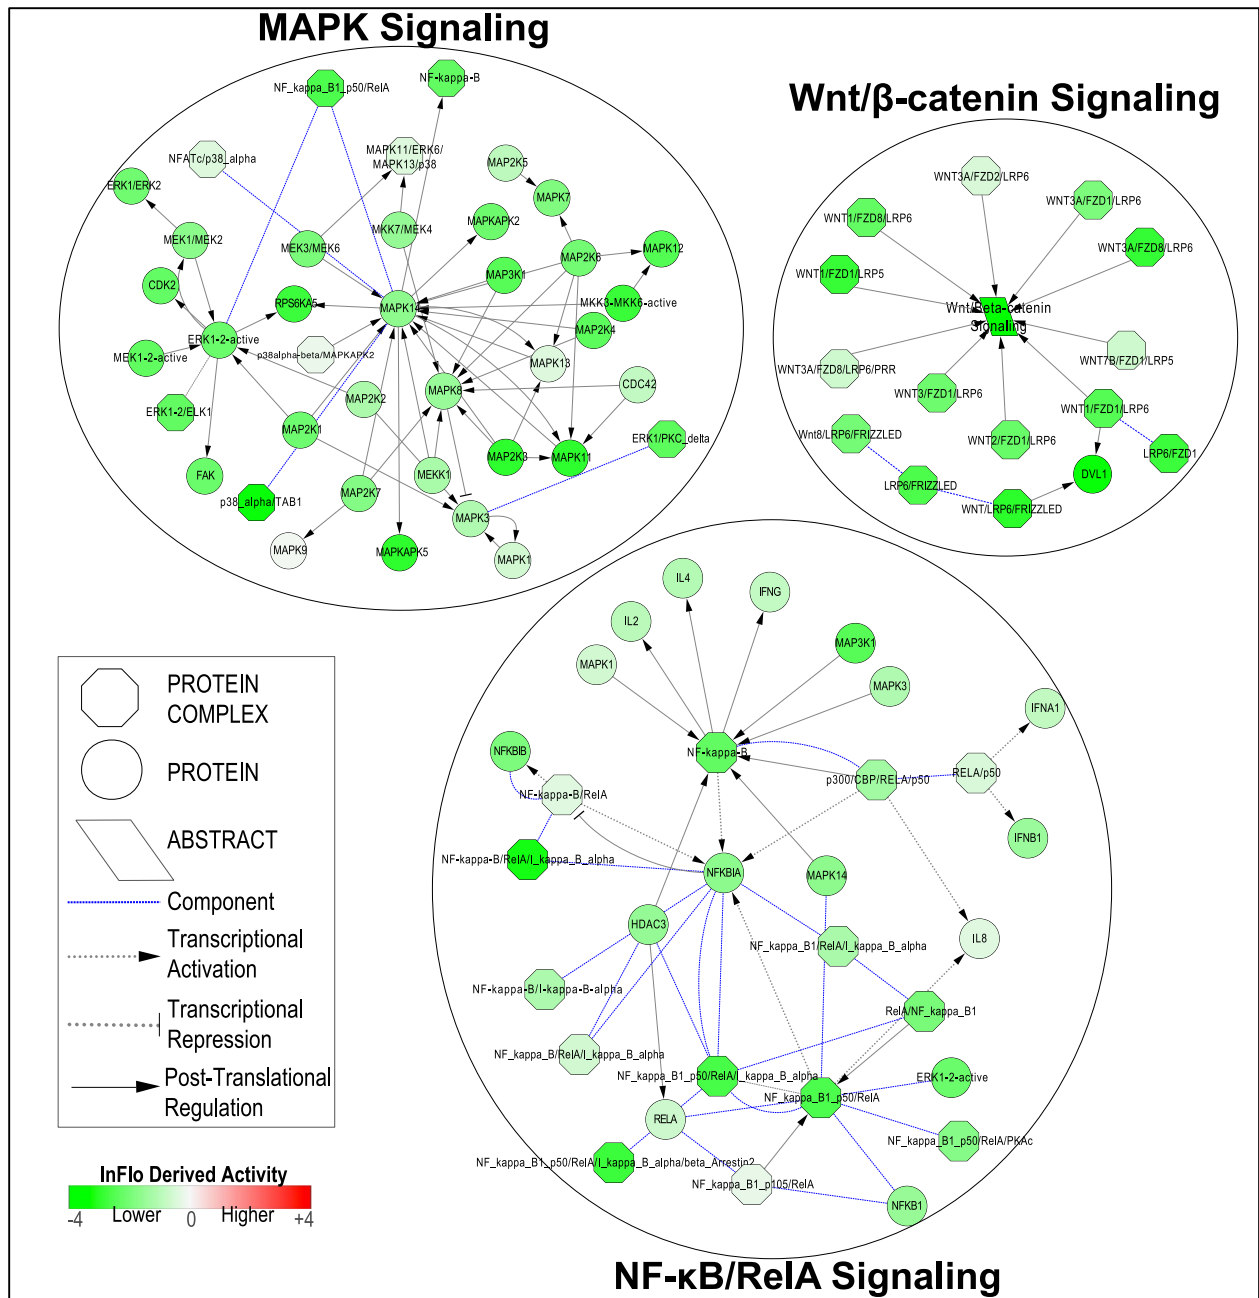 MAPK Signaling
NF_kappa_B1_p50/RelA
NF-kappa-B
NFATc/p38_alpha
MAPK11/ERK6/
MAPK13/p38
MAP2K5
ERK1/ERK2
MAPK7
MEK1/MEK2
MEK3/MEK6
MKK7/MEK4
MAPKAPK2
MAP2K6
MAPK12
CDK2
RPS6KA5
MAPK14
MAP3K1
MKK3-MKK6-active
ERK1-2-active
MAP2K4
MEK1-2-active
p38alpha-beta/MAPKAPK2
MAPK13
MAPK8
CDC42
ERK1-2/ELK1
MAP2K2
MAP2K1
ERK1/PKC_delta
FAK
MAP2K3
MAPK11
p38_alpha/TAB1
MAP2K7
MEKK1
MAPK3
MAPK9
MAPKAPK5
MAPK1
Wnt/β-catenin Signaling
WNT3A/FZD2/LRP6
WNT3A/FZD1/LRP6
WNT1/FZD8/LRP6
WNT3A/FZD8/LRP6
WNT1/FZD1/LRP5
Wnt/Beta-catenin
Signaling
WNT7B/FZD1/LRP5
WNT3A/FZD8/LRP6/PRR
WNT3/FZD1/LRP6
WNT1/FZD1/LRP6
Wnt8/LRP6/FRIZZLED
WNT2/FZD1/LRP6
LRP6/FZD1
DVL1
LRP6/FRIZZLED
WNT/LRP6/FRIZZLED
IL4
IFNG
IL2
MAP3K1
MAPK1
MAPK3
IFNA1
NFKBIB
NF-kappa-B
p300/CBP/RELA/p50
RELA/p50
NF-kappa-B/RelA
IFNB1
NF-kappa-B/RelA/I_kappa_B_alpha
NFKBIA
MAPK14
HDAC3
IL8
NF_kappa_B1/RelA/I_kappa_B_alpha
NF-kappa-B/I-kappa-B-alpha
RelA/NF_kappa_B1
NF_kappa_B/RelA/I_kappa_B_alpha
NF_kappa_B1_p50/RelA/I_kappa_B_alpha
ERK1-2-active
NF_kappa_B1_p50/RelA
RELA
NF_kappa_B1_p50/RelA/PKAc
NF_kappa_B1_p50/RelA/I_kappa_B_alpha/beta_Arrestin2
NF_kappa_B1_p105/RelA
NFKB1
NF-κB/RelA Signaling
PROTEIN
COMPLEX
PROTEIN
ABSTRACT
Component
Transcriptional
Activation
Transcriptional
Repression
Post-Translational
Regulation
InFlo Derived Activity
Lower Higher
-4 0 +4